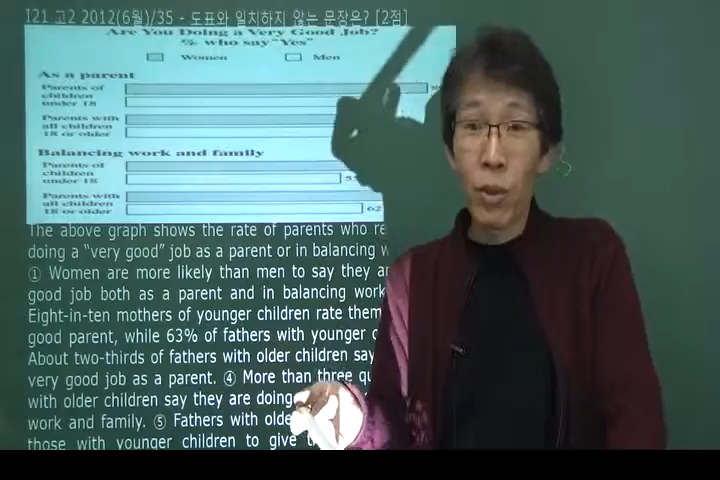 121 고2 2012(6월)/35 - 도표와 일치하지 않는 문장은? [2점]
Are You Doing a Very Good Job?
% who say "Yes"
Women Men
As a parent
Parents of
children
under 18
Parents with
all children
18 or older
Balancing work and family
Parents of
children
under 18
Parents with
all children
18 or older
62
The above graph shows the rate of parents who
doing a "very good" job as a parent or in balancing
① Women are more likely than men to say they
good job both as a parent and in balancing work
Eight-in-ten mothers of younger children rate
good parent, while 63% of fathers with younger
About two-thirds of fathers with older children say
very good job as a parent. ④ More than three
with older children say they are doing
work and family. ⑤ Fathers with
those with younger children to give